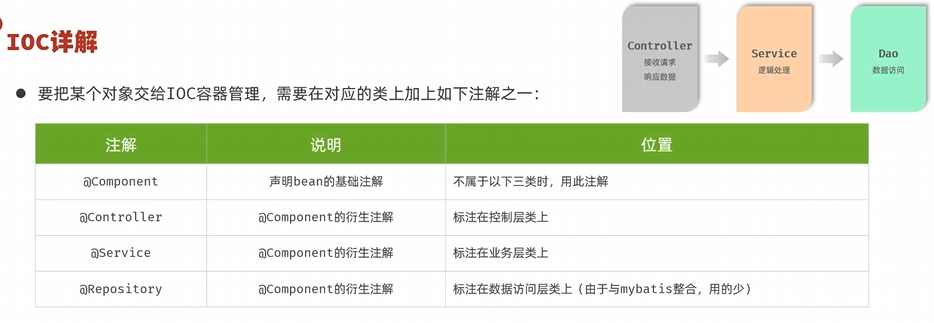 IOC详解
Controller
接收请求
响应数据
Service
逻辑处理
Dao
数据访问
● 要把某个对象交给IOC容器管理，需要在对应的类上加上如下注解之一：
注解 说明 位置
@Component 声明bean的基础注解 不属于以下三类时，用此注解
@Controller @Component的衍生注解 标注在控制层类上
@Service @Component的衍生注解 标注在业务层类上
@Repository @Component的衍生注解 标注在数据访问层类上（由于与mybatis整合，用的少）